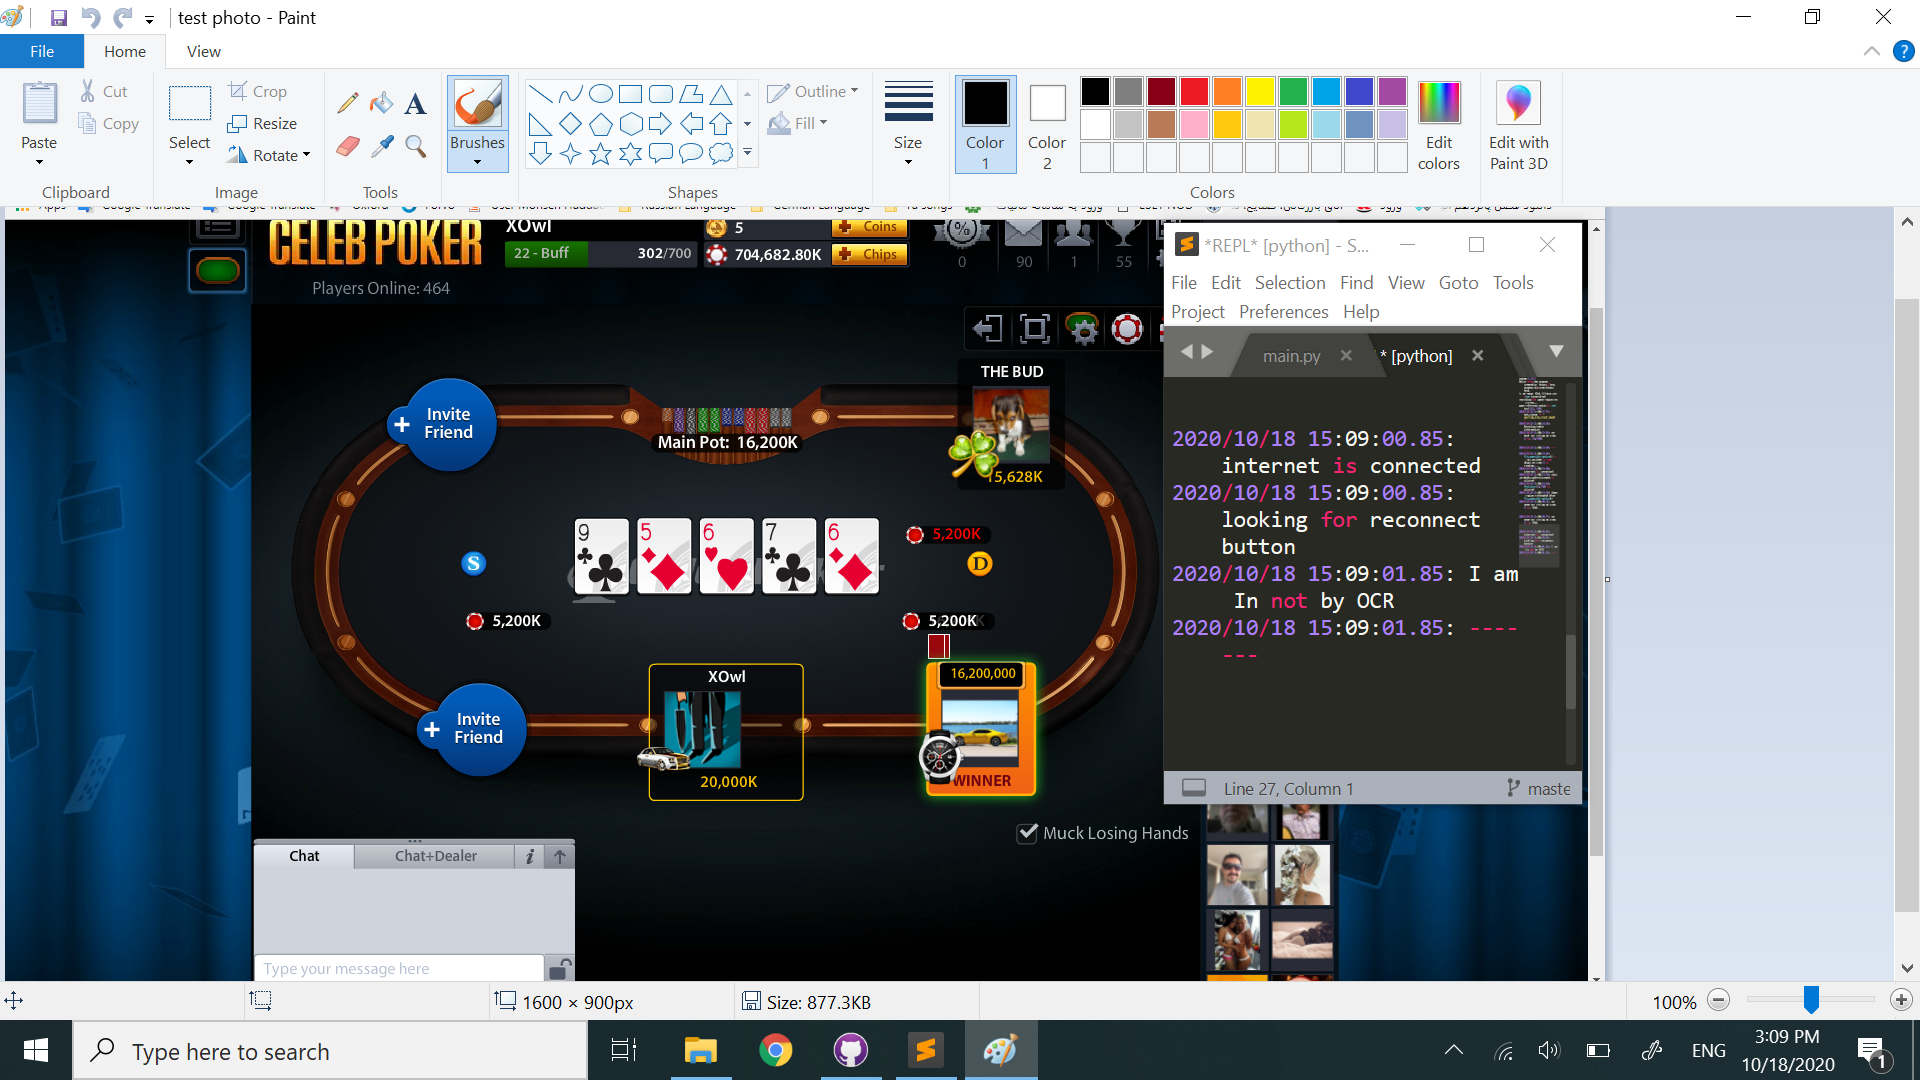 test photo - Paint
File
Home
View
Paste
Cut
Copy
Clipboard
Select
Crop
Resize
Rotate
Image
A
Tools
Brushes
Outline
Fill
Shapes
Size
Color
1
Color
2
Edit
colors
Colors
Edit with
Paint 3D
CELEB POKER
Players Online: 464
XOwl
22 - Buff
302/700
5
Coins
704,682.80K
Chips
0
90
1
55
Invite
Friend
Main Pot: 16,200K
THE BUD
15,628K
9
5
6
7
6
5,200K
S
D
5,200K
5,200K
Invite
Friend
XOwl
20,000K
16,200,000
WINNER
Muck Losing Hands
Chat
Chat+Dealer
i
Type your message here
*REPL* [python] - S...
File Edit Selection Find View Goto Tools
Project Preferences Help
main.py
* [python]
2020/10/18 15:09:00.85:
internet is connected
2020/10/18 15:09:00.85:
looking for reconnect
button
2020/10/18 15:09:01.85: I am
In not by OCR
2020/10/18 15:09:01.85: ----
---
Line 27, Column 1
maste
1600 × 900px
Size: 877.3KB
100%
Type here to search
ENG
3:09 PM
10/18/2020
1